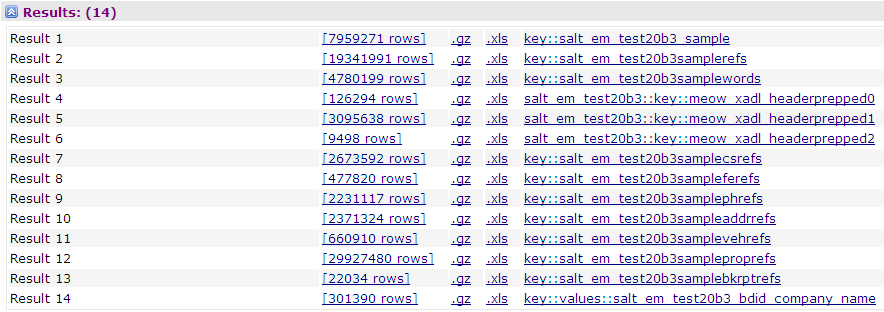 Results: (14)
Result 1 [7959271 rows] .gz .xls key::salt_em_test20b3_sample
Result 2 [19341991 rows] .gz .xls key::salt_em_test20b3samplerefs
Result 3 [4780199 rows] .gz .xls key::salt_em_test20b3samplewords
Result 4 [126294 rows] .gz .xls salt_em_test20b3::key::meow_xadl_headerprepped0
Result 5 [3095638 rows] .gz .xls salt_em_test20b3::key::meow_xadl_headerprepped1
Result 6 [9498 rows] .gz .xls salt_em_test20b3::key::meow_xadl_headerprepped2
Result 7 [2673592 rows] .gz .xls key::salt_em_test20b3samplecsrefs
Result 8 [477820 rows] .gz .xls key::salt_em_test20b3sampleferefs
Result 9 [2231117 rows] .gz .xls key::salt_em_test20b3samplephrefs
Result 10 [2371324 rows] .gz .xls key::salt_em_test20b3sampleaddrrefs
Result 11 [660910 rows] .gz .xls key::salt_em_test20b3samplevehrefs
Result 12 [29927480 rows] .gz .xls key::salt_em_test20b3sampleproprefs
Result 13 [22034 rows] .gz .xls key::salt_em_test20b3samplebkrptrefs
Result 14 [301390 rows] .gz .xls key::values::salt_em_test20b3_bdid_company_name